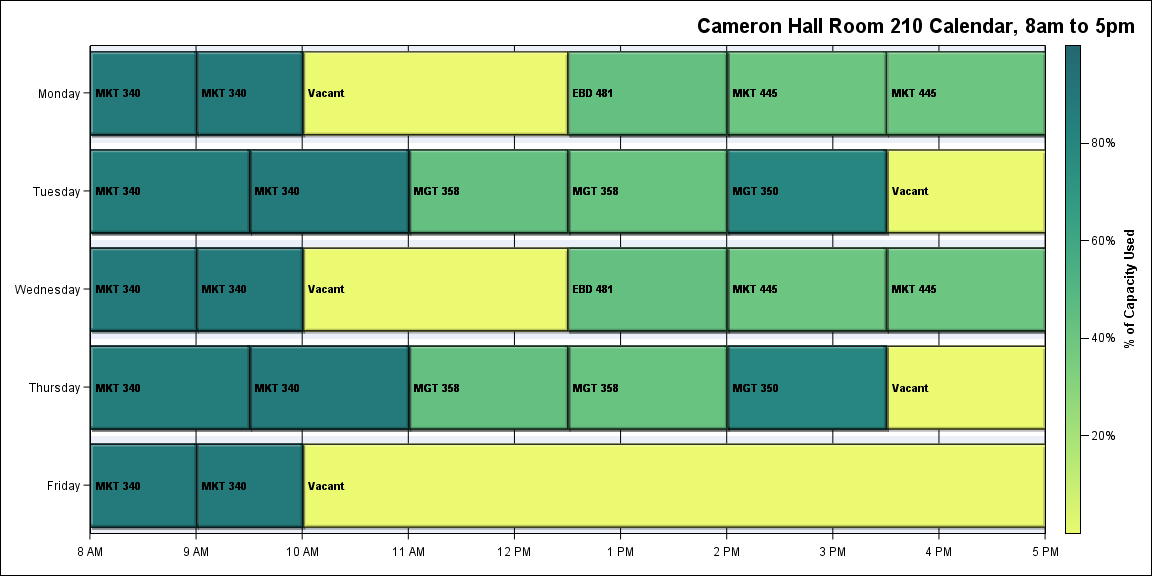 Cameron Hall Room 210 Calendar, 8am to 5pm
Monday
MKT 340
MKT 340
Vacant
EBD 481
MKT 445
MKT 445
Tuesday
MKT 340
MKT 340
MGT 358
MGT 358
MGT 350
Vacant
Wednesday
MKT 340
MKT 340
Vacant
EBD 481
MKT 445
MKT 445
Thursday
MKT 340
MKT 340
MGT 358
MGT 358
MGT 350
Vacant
Friday
MKT 340
MKT 340
Vacant
8 AM
9 AM
10 AM
11 AM
12 PM
1 PM
2 PM
3 PM
4 PM
5 PM
80%
60%
40%
20%
% of Capacity Used